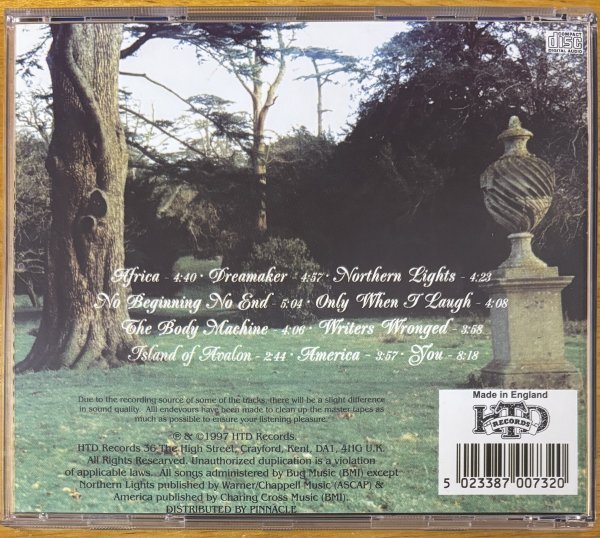 COMPACT
disc
DIGITAL AUDIO
Africa - 4:40 · Dreamaker - 4:57 · Northern Lights - 4:23
No Beginning No End - 5:04 · Only When I Laugh - 4:08
The Body Machine - 4:06 · Writers Wronged - 3:58
Island of Avalon - 2:44 · America - 3:57 · You - 8:18
Due to the recording source of some of the tracks, there will be a slight difference
in sound quality. All endevours have been made to clean up the master tapes as
much as possible to ensure your listening pleasure.
℗ & ©1997 HTD Records.
HTD Records 36 The High Street, Crayford, Kent, DA1, 4HG U.K.
All Rights Researved. Unauthorized duplication is a violation
of applicable laws. All songs administered by Bug Music (BMI) except
Northern Lights published by Warner/Chappell Music (ASCAP) &
America published by Charing Cross Music (BMI).
DISTRIBUTED BY PINNACLE
Made in England
HTD
RECORDS
5 023387 007320